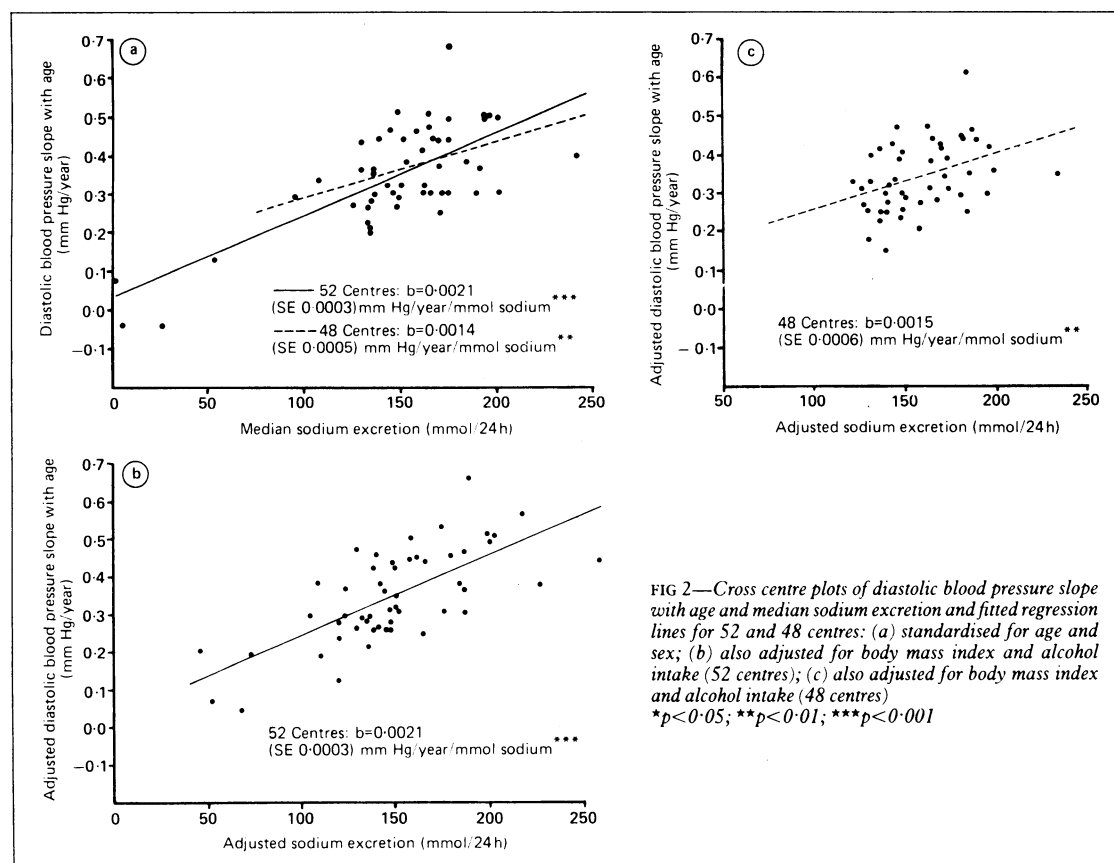 a
Diastolic blood pressure slope with age
(mm Hg/year)
0·7
0·6
0·5
0·4
0·3
0·2
0·1
0·0
−0·1
52 Centres: b=0·0021
(SE 0·0003) mm Hg/year/mmol sodium ***
48 Centres: b=0·0014
(SE 0·0005) mm Hg/year/mmol sodium **
0 50 100 150 200 250
Median sodium excretion (mmol/24h)
c
Adjusted diastolic blood pressure slope with age
(mm Hg/year)
0·7
0·6
0·5
0·4
0·3
0·2
0·1
0·0
− 0·1
48 Centres: b=0·0015
(SE 0·0006) mm Hg/year/mmol sodium **
50 100 150 200 250
Adjusted sodium excretion (mmol/24h)
b
Adjusted diastolic blood pressure slope with age
(mm Hg/year)
0·7
0·6
0·5
0·4
0·3
0·2
0·1
0·0
−0·1
52 Centres: b=0·0021
(SE 0·0003) mm Hg/year/mmol sodium ***
50 100 150 200 250
Adjusted sodium excretion (mmol/24h)
FIG 2—Cross centre plots of diastolic blood pressure slope
with age and median sodium excretion and fitted regression
lines for 52 and 48 centres: (a) standardised for age and
sex; (b) also adjusted for body mass index and alcohol
intake (52 centres); (c) also adjusted for body mass index
and alcohol intake (48 centres)
*p<0·05; **p<0·01; ***p<0·001